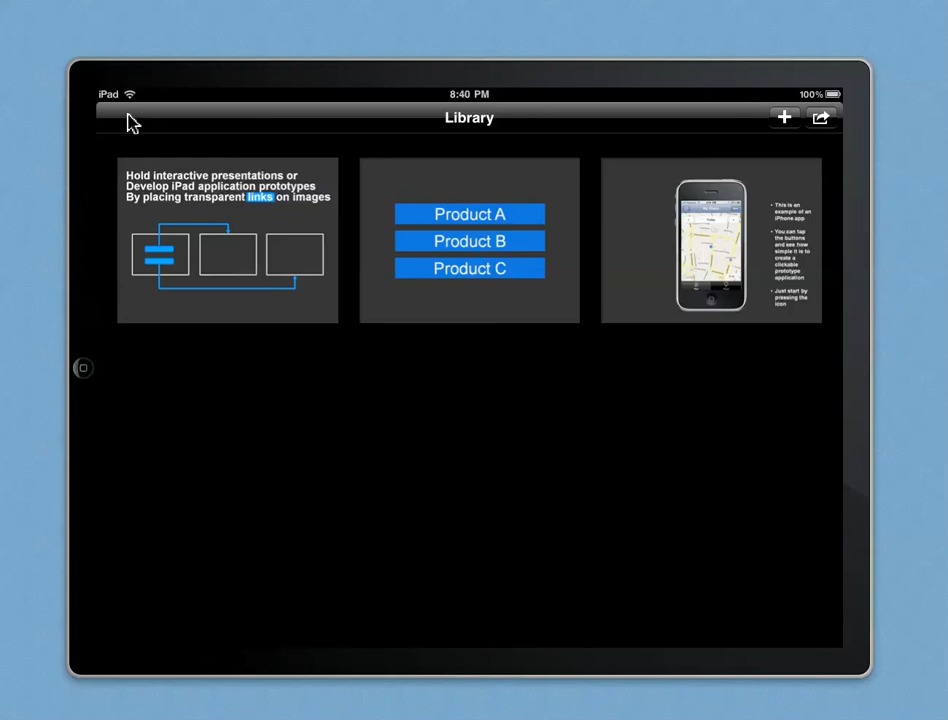 iPad
8:40 PM
100%
Library
Hold interactive presentations or
Develop iPad application prototypes
By placing transparent links on images
Product A
Product B
Product C
• This is an
example of an
iPhone app
• You can tap
the buttons
and see how
simple it is to
create a
clickable
prototype
application
• Just start by
pressing the
icon